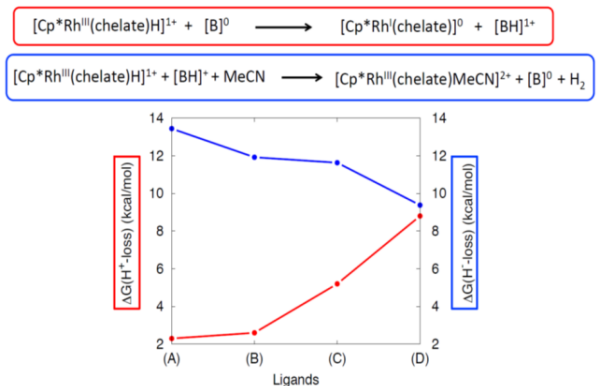 [Cp*Rh^III(chelate)H]^1+ + [B]^0 ⟶ [Cp*Rh^I(chelate)]^0 + [BH]^1+
[Cp*Rh^III(chelate)H]^1+ + [BH]^+ + MeCN ⟶ [Cp*Rh^III(chelate)MeCN]^2+ + [B]^0 + H_2
ΔG(H^+-loss) (kcal/mol)
14
12
10
8
6
4
2
(A) (B) (C) (D)
Ligands
14
12
10
8
6
4
2
ΔG(H^--loss) (kcal/mol)